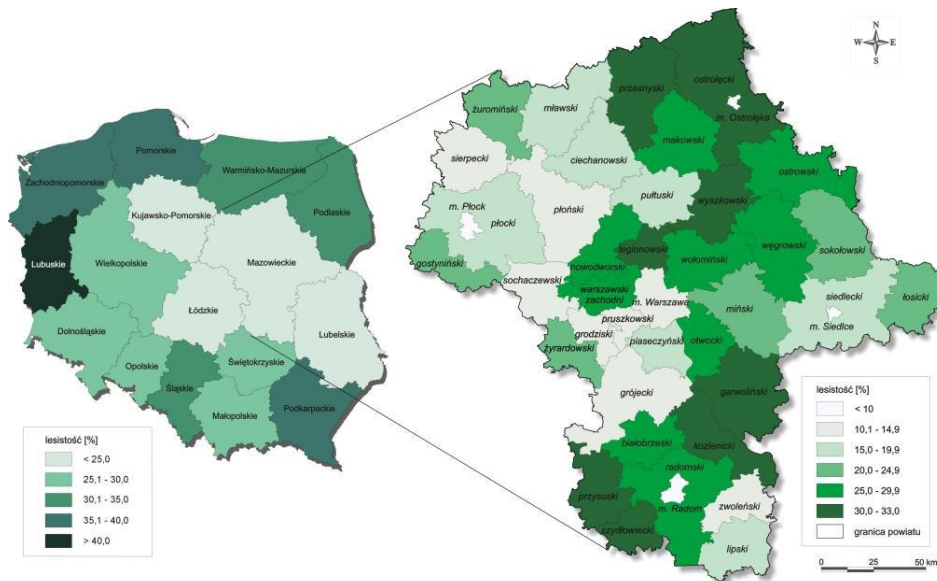 N
W E
S
Pomorskie
Zachodniopomorskie
Warmińsko-Mazurskie
Podlaskie
Kujawsko-Pomorskie
Lubuskie
Wielkopolskie
Mazowieckie
Łódzkie
Lubelskie
Dolnośląskie
Opolskie
Śląskie
Świętokrzyskie
Małopolskie
Podkarpackie
lesistość [%]
< 25,0
25,1 - 30,0
30,1 - 35,0
35,1 - 40,0
> 40,0
żuromiński
mławski
przasnyski
ostrołęcki
m. Ostrołęka
makowski
sierpecki
ciechanowski
ostrowski
pułtuski
wyszkowski
m. Płock
płocki
płoński
legionowski
węgrowski
sokołowski
gostyniński
nowodworski
wołomiński
sochaczewski
warszawski
zachodni
m. Warszawa
miński
siedlecki
łosicki
m. Siedlce
pruszkowski
grodziski
piaseczyński
otwocki
żyrardowski
grójecki
garwoliński
białobrzeski
kozienicki
radomski
przysuski
m. Radom
zwoleński
szydłowiecki
lipski
lesistość [%]
< 10
10,1 - 14,9
15,0 - 19,9
20,0 - 24,9
25,0 - 29,9
30,0 - 33,0
granica powiatu
0 25 50 km